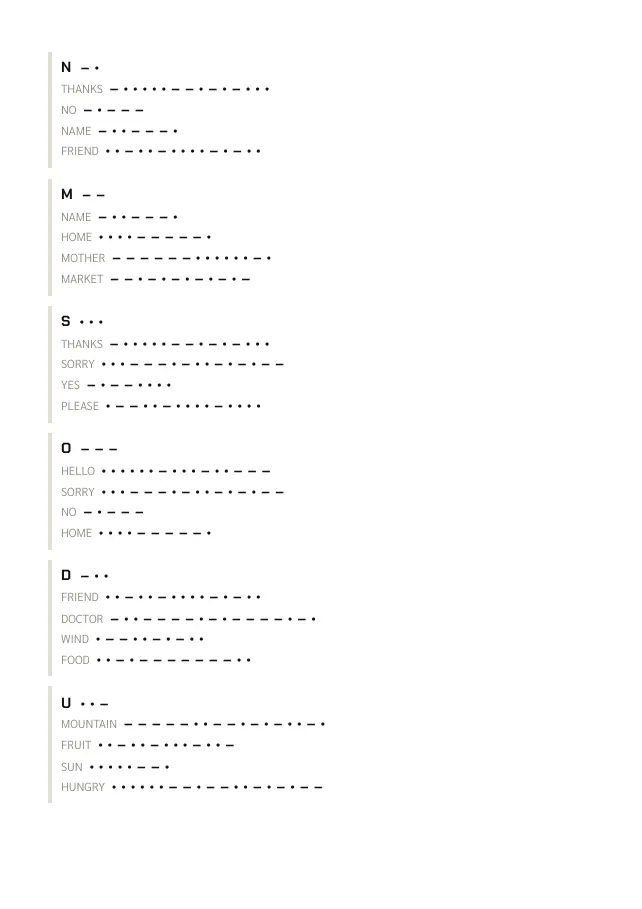 N – •
THANKS – • • • • • – – • – • – • • •
NO – • – – –
NAME – • • – – – •
FRIEND • • – • • – • • • • – • – • •
M – –
NAME – • • – – – •
HOME • • • • – – – – – •
MOTHER – – – – – – • • • • • • – •
MARKET – – • – • – • – • – • –
S • • •
THANKS – • • • • • – – • – • – • • •
SORRY • • • – – – • – • • – • – • – –
YES – • – – • • • •
PLEASE • – – • • – • • • • – • • • •
O – – –
HELLO • • • • • • – • • • – • • – – –
SORRY • • • – – – • – • • – • – • – –
NO – • – – –
HOME • • • • – – – – – •
D – • •
FRIEND • • – • • – • • • • – • – • •
DOCTOR – • • – – – – • – • – – – – • – •
WIND • – – • • – • – • •
FOOD • • – • – – – – – – – • •
U • • –
MOUNTAIN – – – – – • • – – • – • – • • – •
FRUIT • • – • • – • • • – • • –
SUN • • • • • – – •
HUNGRY • • • • • • – – • – – • • – • – • – –